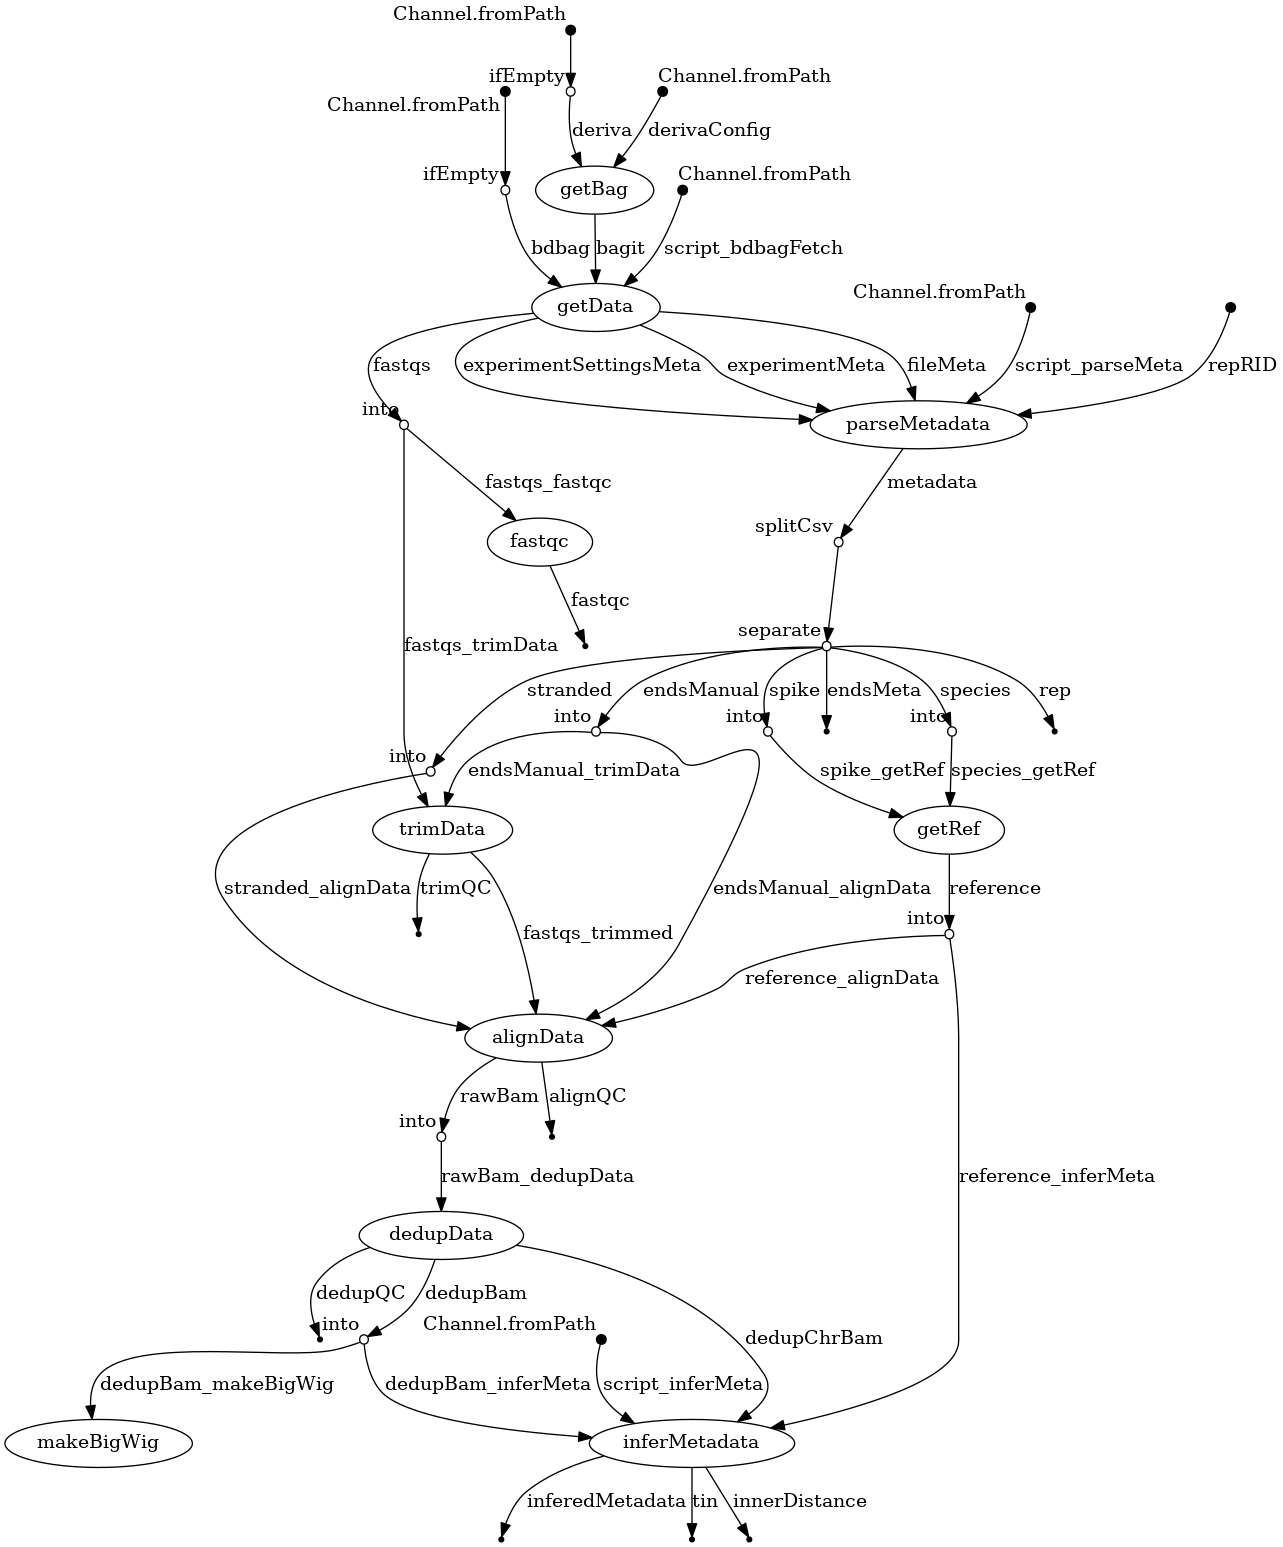 Channel.fromPath
ifEmpty
Channel.fromPath
Channel.fromPath
deriva
derivaConfig
ifEmpty
getBag
Channel.fromPath
bdbag
bagit
script_bdbagFetch
getData
Channel.fromPath
fastqs
experimentSettingsMeta
experimentMeta
fileMeta
script_parseMeta
repRID
into
parseMetadata
fastqs_fastqc
metadata
splitCsv
fastqc
fastqc
separate
fastqs_trimData
stranded
endsManual
spike
endsMeta
species
rep
into
into
into
into
endsManual_trimData
spike_getRef
species_getRef
trimData
getRef
stranded_alignData
trimQC
endsManual_alignData
reference
into
fastqs_trimmed
reference_alignData
alignData
rawBam
alignQC
into
rawBam_dedupData
reference_inferMeta
dedupData
dedupQC
dedupBam
into
Channel.fromPath
dedupChrBam
dedupBam_makeBigWig
dedupBam_inferMeta
script_inferMeta
makeBigWig
inferMetadata
inferedMetadata
tin
innerDistance